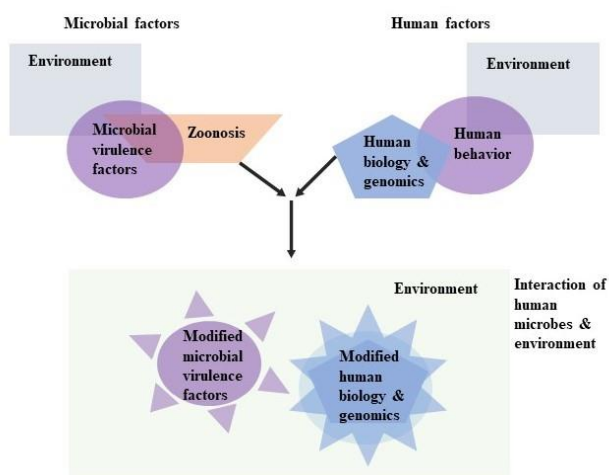 Microbial factors
Human factors
Environment
Environment
Microbial
virulence
factors
Zoonosis
Human
biology &
genomics
Human
behavior
Environment
Interaction of
human
microbes &
environment
Modified
microbial
virulence
factors
Modified
human
biology &
genomics